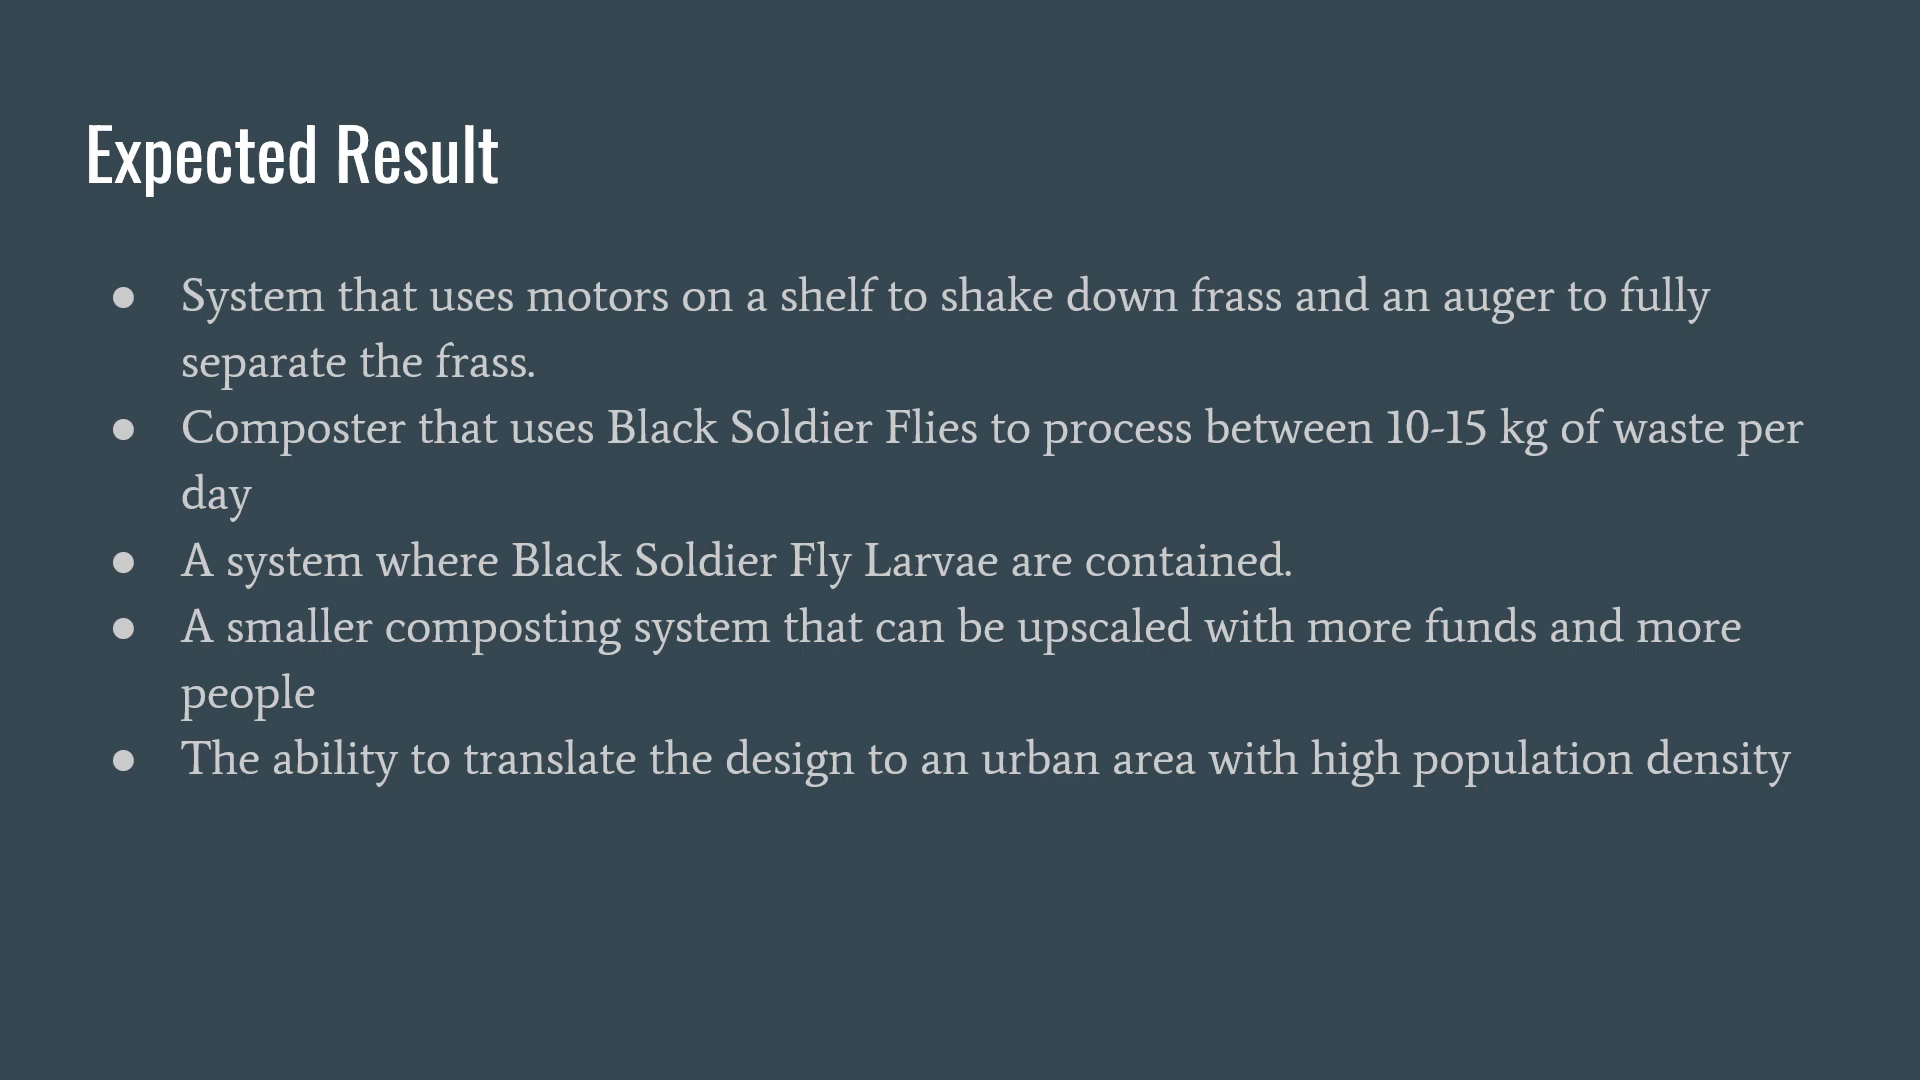 Expected Result
● System that uses motors on a shelf to shake down frass and an auger to fully
separate the frass.
● Composter that uses Black Soldier Flies to process between 10-15 kg of waste per
day
● A system where Black Soldier Fly Larvae are contained.
● A smaller composting system that can be upscaled with more funds and more
people
● The ability to translate the design to an urban area with high population density